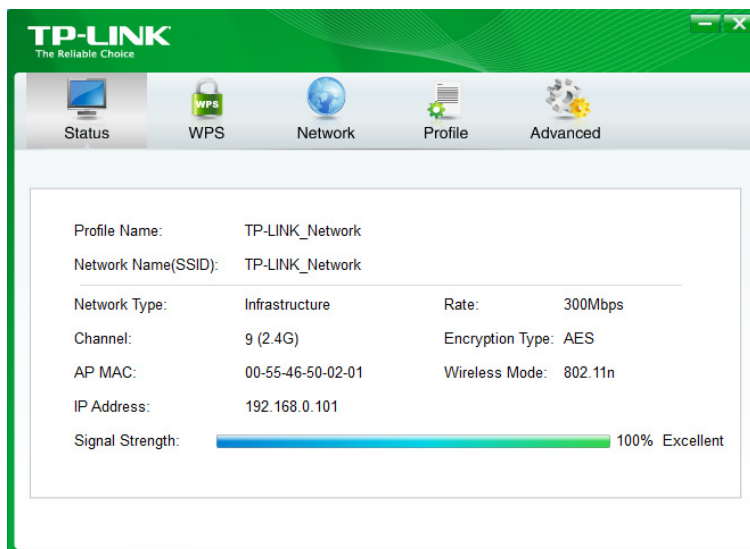 TP-LINK
The Reliable Choice
WPS
Status WPS Network Profile Advanced
Profile Name: TP-LINK_Network
Network Name(SSID): TP-LINK_Network
Network Type: Infrastructure Rate: 300Mbps
Channel: 9 (2.4G) Encryption Type: AES
AP MAC: 00-55-46-50-02-01 Wireless Mode: 802.11n
IP Address: 192.168.0.101
Signal Strength: 100% Excellent